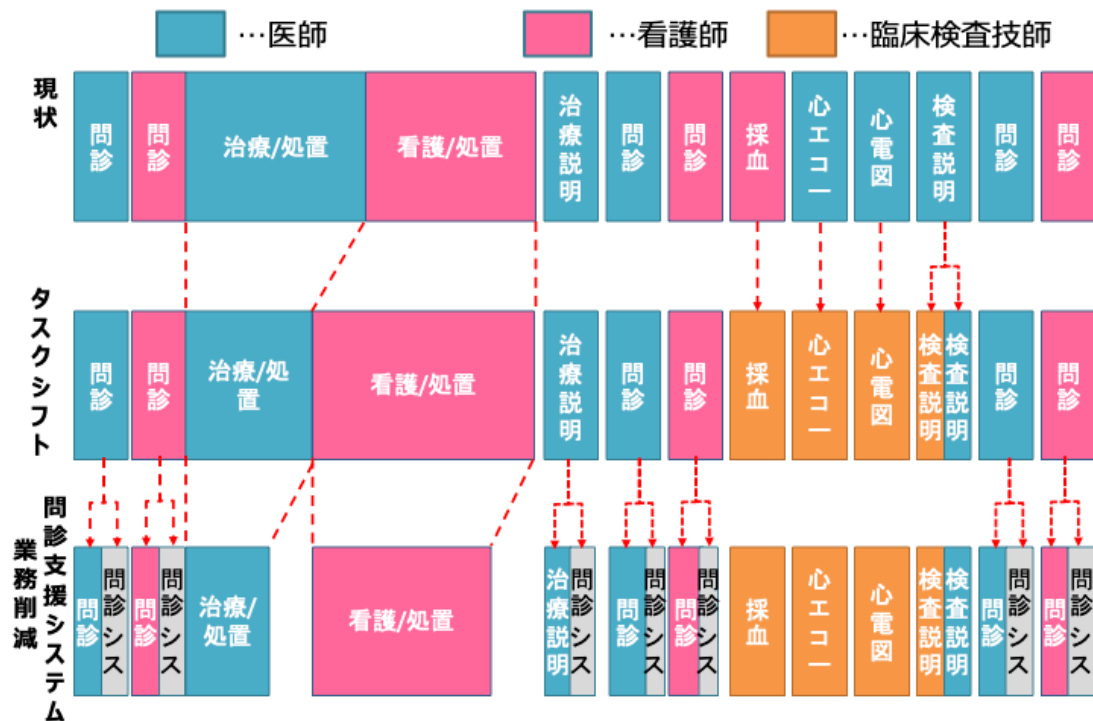 …医師
…看護師
…臨床検査技師
現状
問診
問診
治療/処置
看護/処置
治療説明
問診
問診
採血
心エコー
心電図
検査説明
問診
問診
タスクシフト
問診
問診
治療/処
置
看護/処置
治療説明
問診
問診
採血
心エコー
心電図
検査説明
検査説明
問診
問診
問診支援システム
業務削減
問診
問診シス
問診
問診シス
治療/
処置
看護/処置
治療説明
問診シス
問診
問診シス
問診
問診シス
採血
心エコー
心電図
検査説明
検査説明
問診
問診シス
問診
問診シス